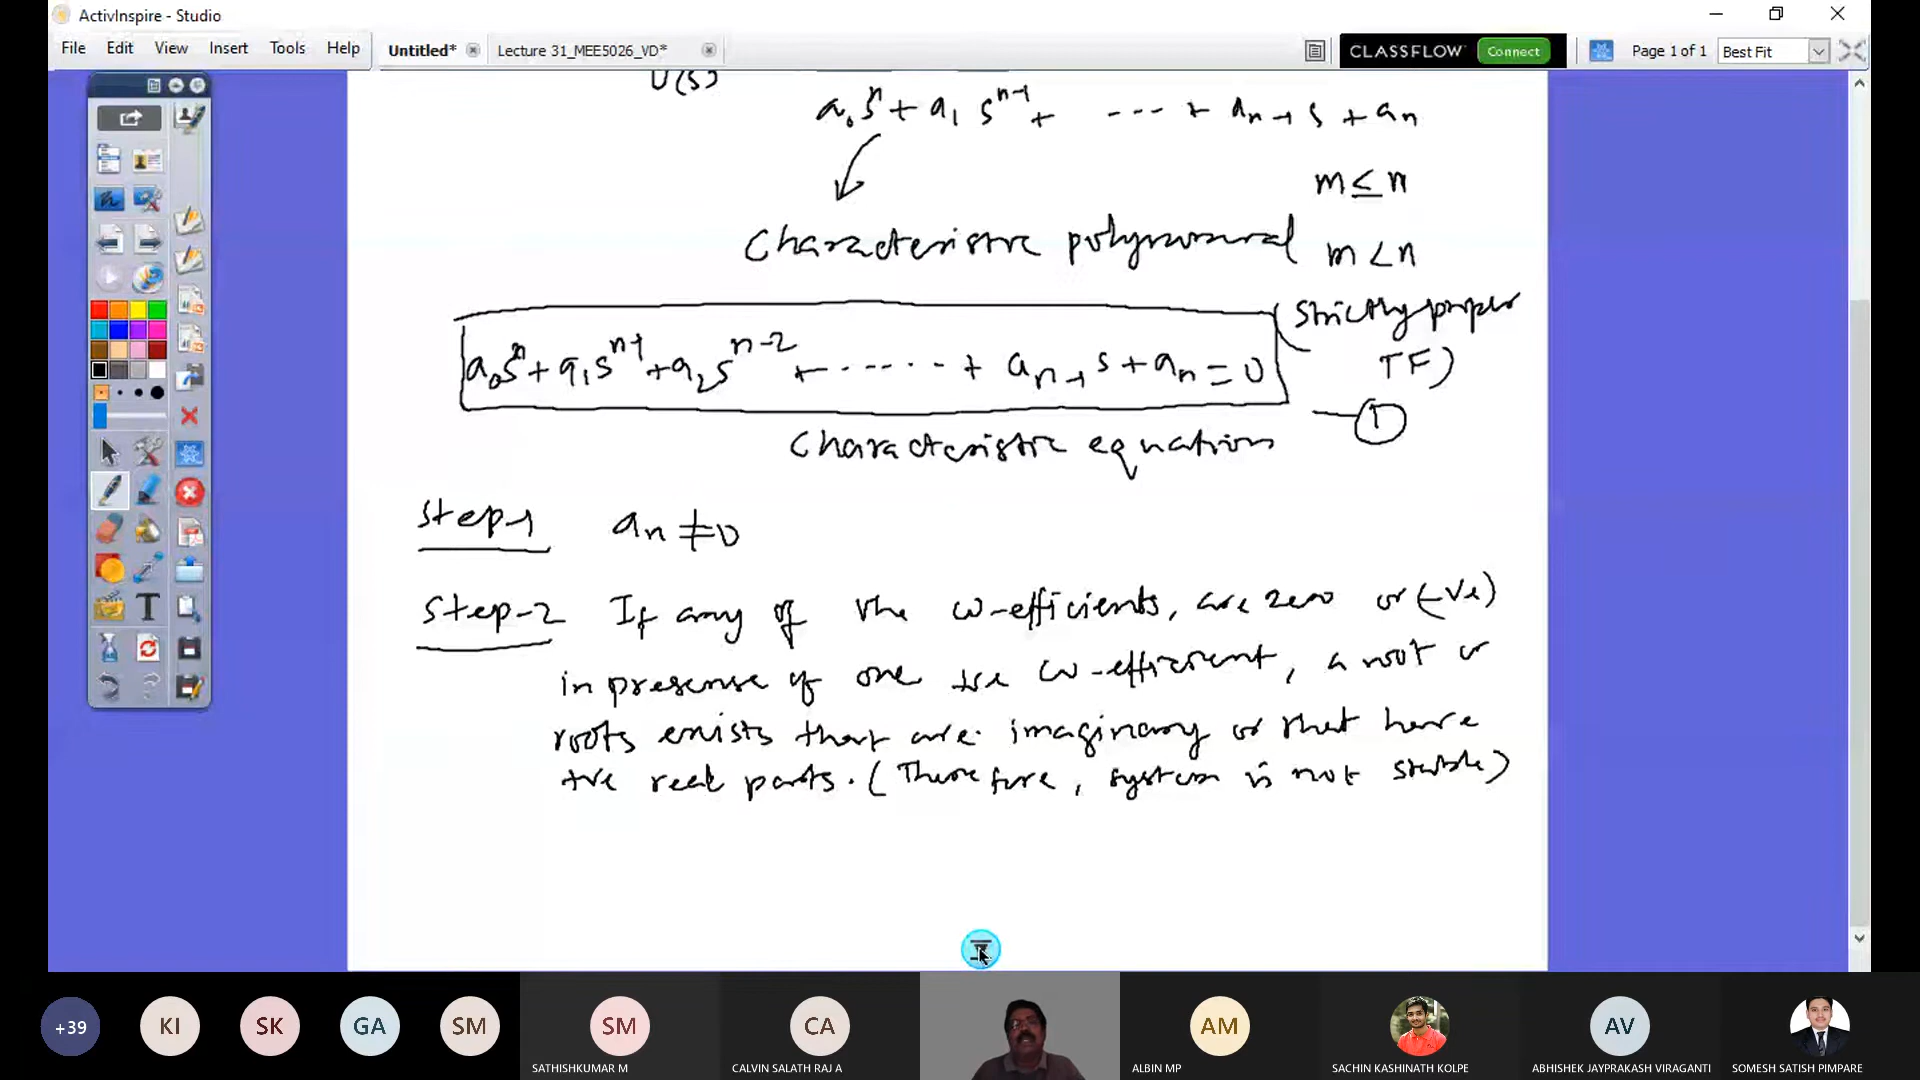 ActivInspire - Studio
File Edit View Insert Tools Help
Untitled*
Lecture 31_MEE5026_VD*
CLASSFLOW
Connect
Page 1 of 1
Best Fit
U(s)
a₀sⁿ + a₁ sⁿ⁻¹ + ---- + aₙ₋₁ s + aₙ
m ≤ n
Characteristic polynomial
m < n
(strictly proper
TF)
a₀sⁿ + a₁sⁿ⁻¹ + a₂sⁿ⁻² + ------ + aₙ₋₁ s + aₙ = 0
①
Characteristic equation
Step-1 aₙ ≠ 0
Step-2 If any of the co-efficients, are zero or (-ve)
in presense of one +ve co-efficient, a root or
roots exists that are imaginary or that have
+ve real parts. (Therefore, system is not stable)
T
+39
KI
SK
GA
SM
SM
SATHISHKUMAR M
CA
CALVIN SALATH RAJ A
AM
ALBIN MP
SACHIN KASHINATH KOLPE
AV
ABHISHEK JAYPRAKASH VIRAGANTI
SOMESH SATISH PIMPARE